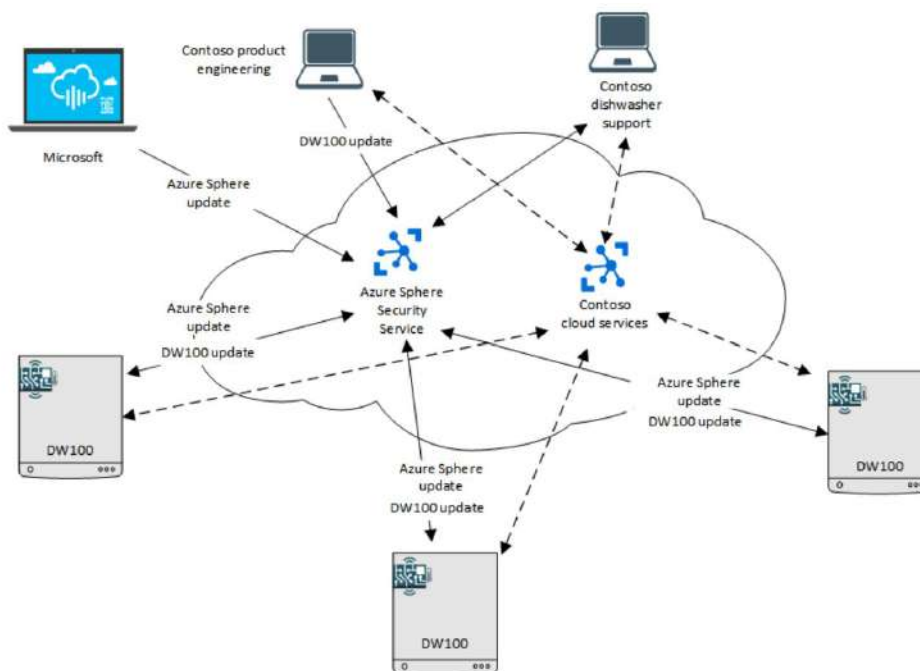 Contoso product
engineering
Contoso
dishwasher
support
Microsoft
DW100 update
Azure Sphere
update
Azure Sphere
Security
Service
Contoso
cloud services
Azure Sphere
update
DW100 update
DW100
Azure Sphere
update
DW100 update
DW100
Azure Sphere
update
DW100 update
DW100